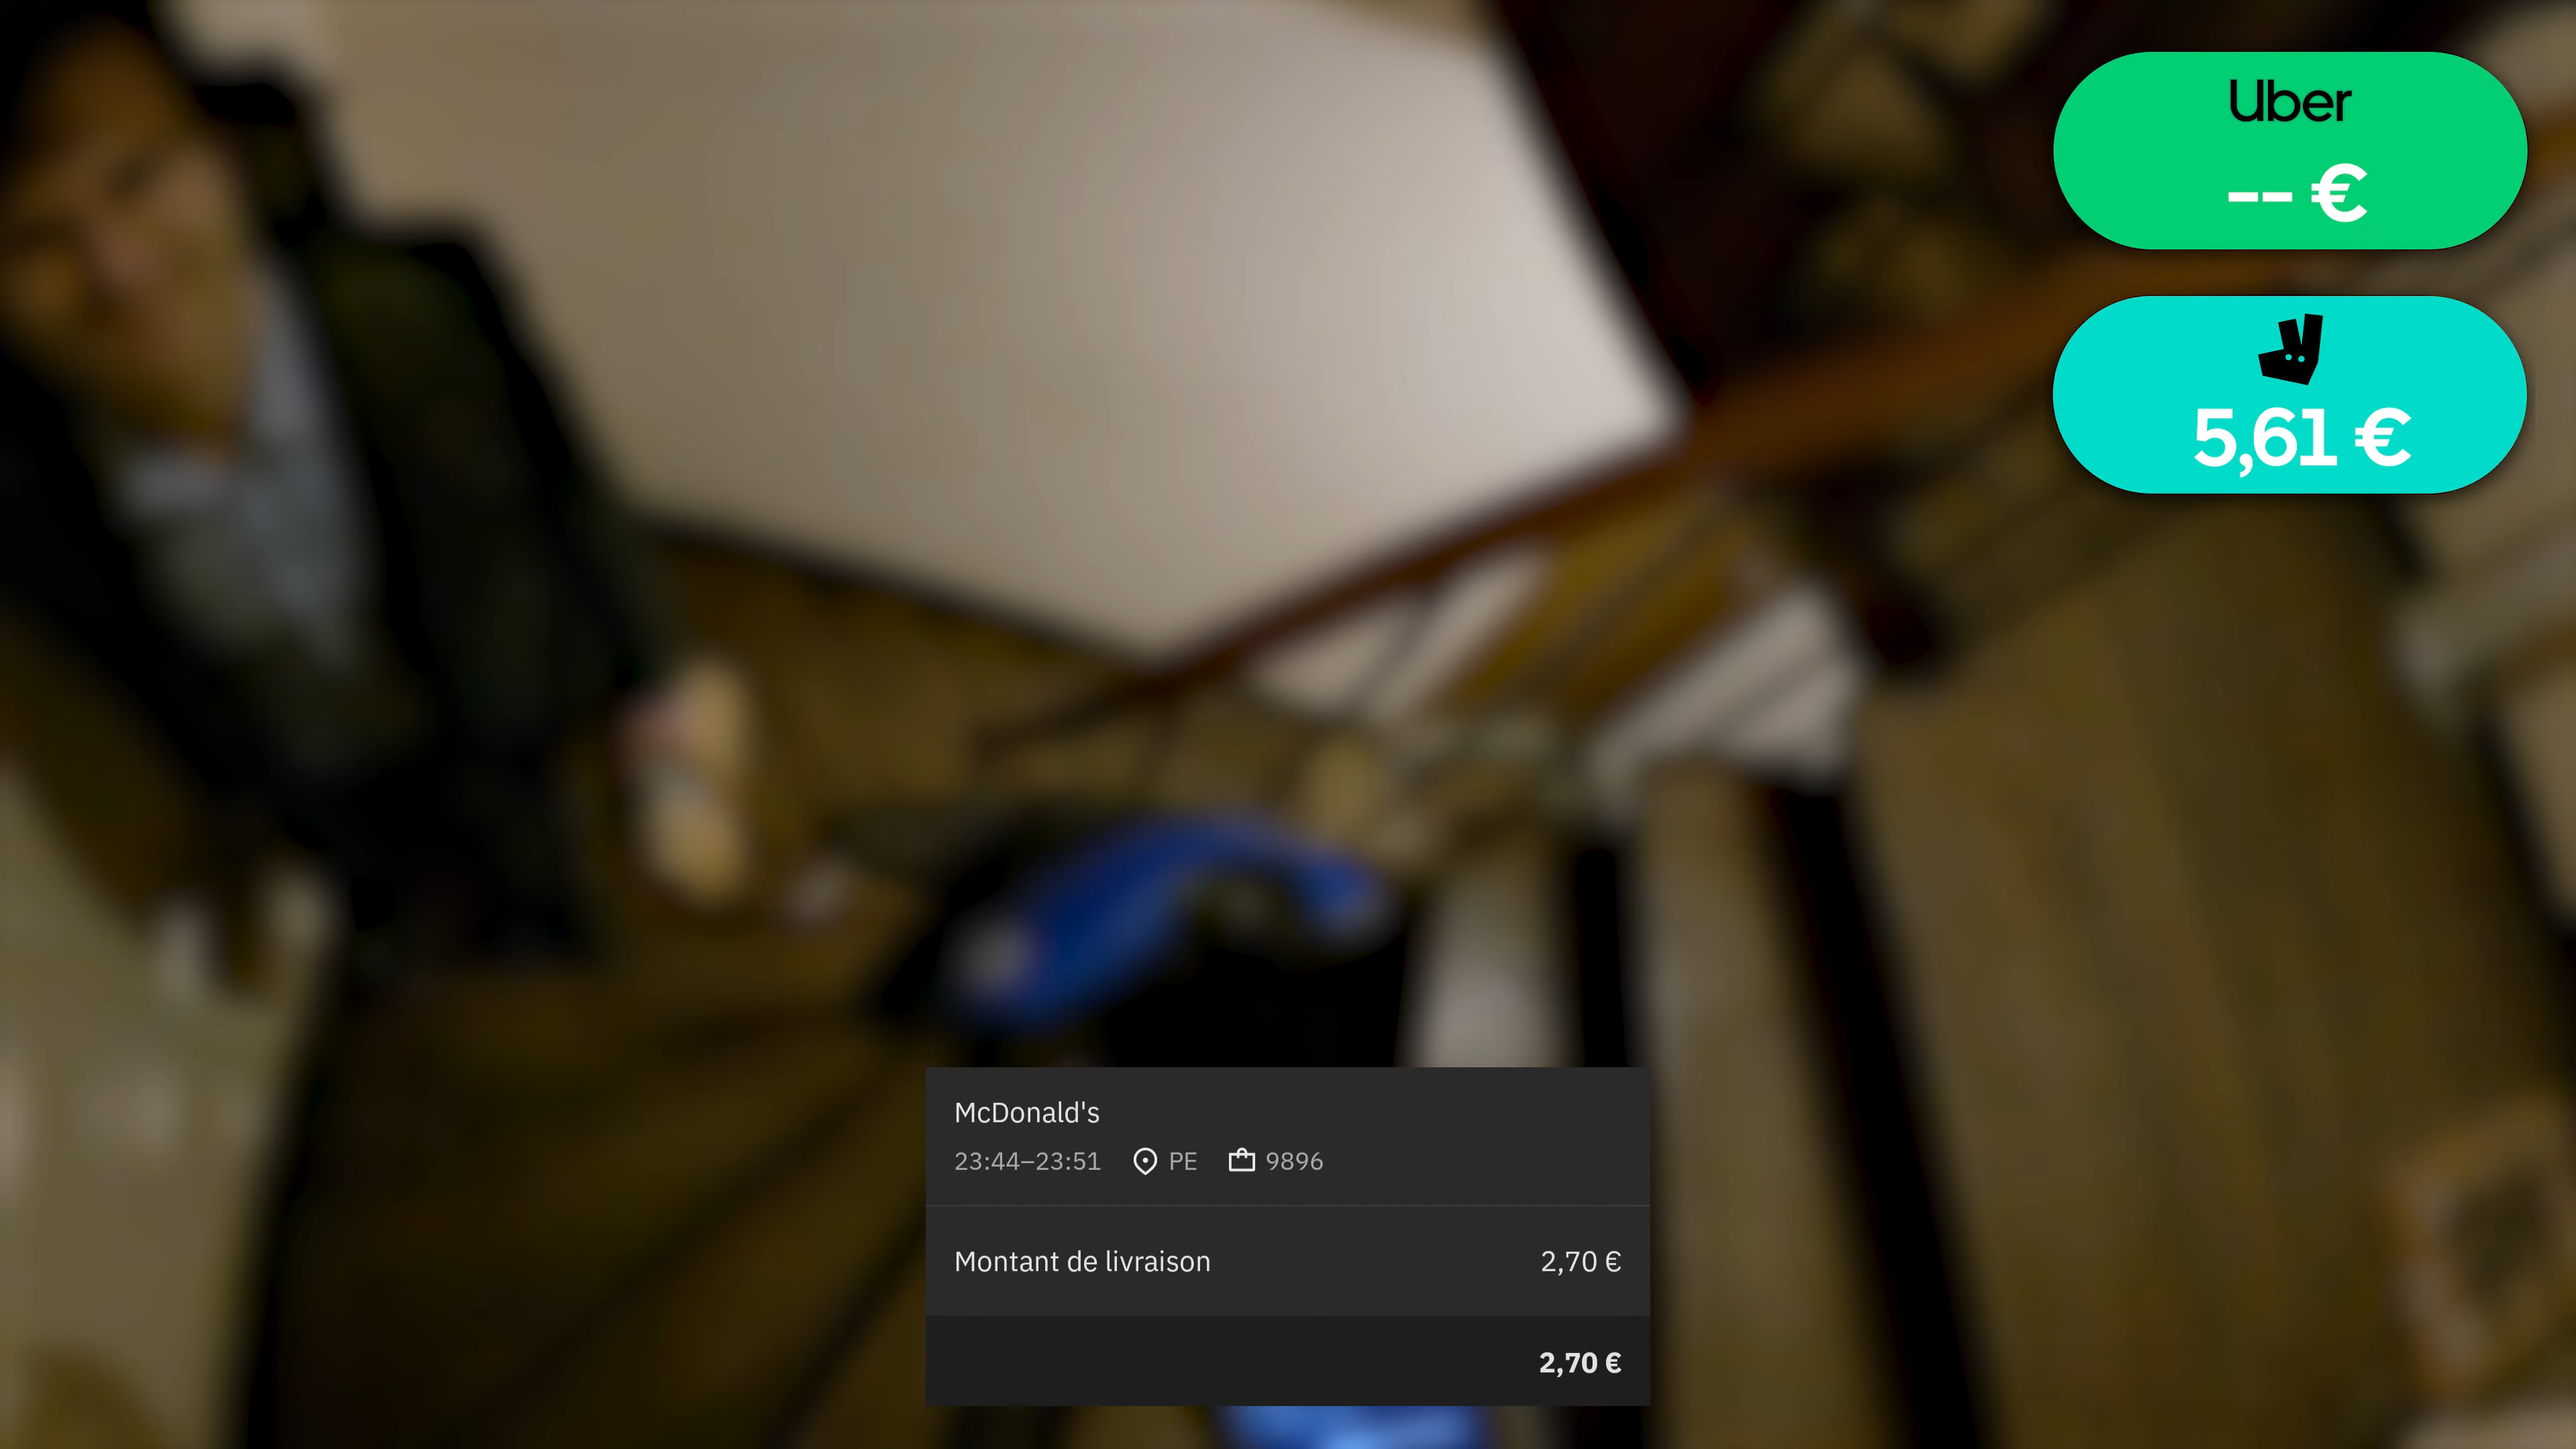 Uber
-- €
5,61 €
McDonald's
23:44–23:51 PE 9896
Montant de livraison 2,70 €
2,70 €